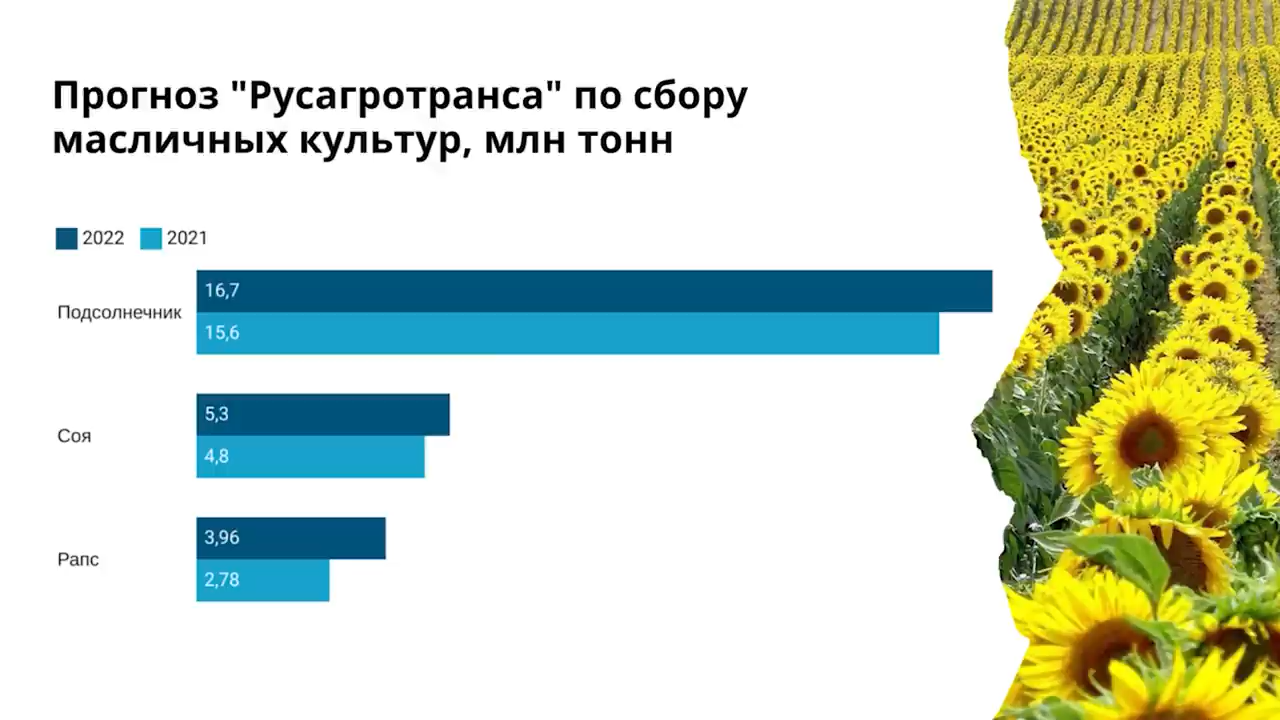 Прогноз "Русагротранса" по сбору
масличных культур, млн тонн
2022 2021
Подсолнечник
16,7
15,6
Соя
5,3
4,8
Рапс
3,96
2,78